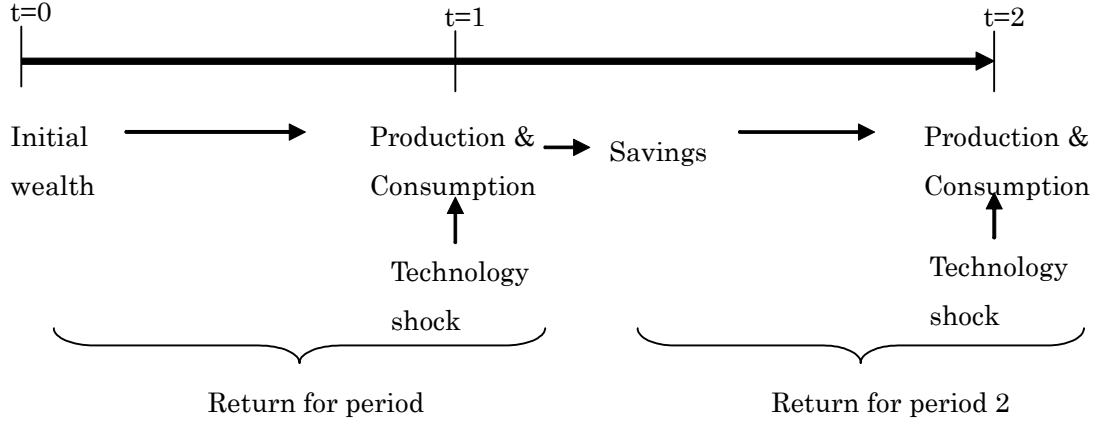 t=0
t=1
t=2
Initial
wealth
Production &
Consumption
Savings
Production &
Consumption
Technology
shock
Technology
shock
Return for period
Return for period 2